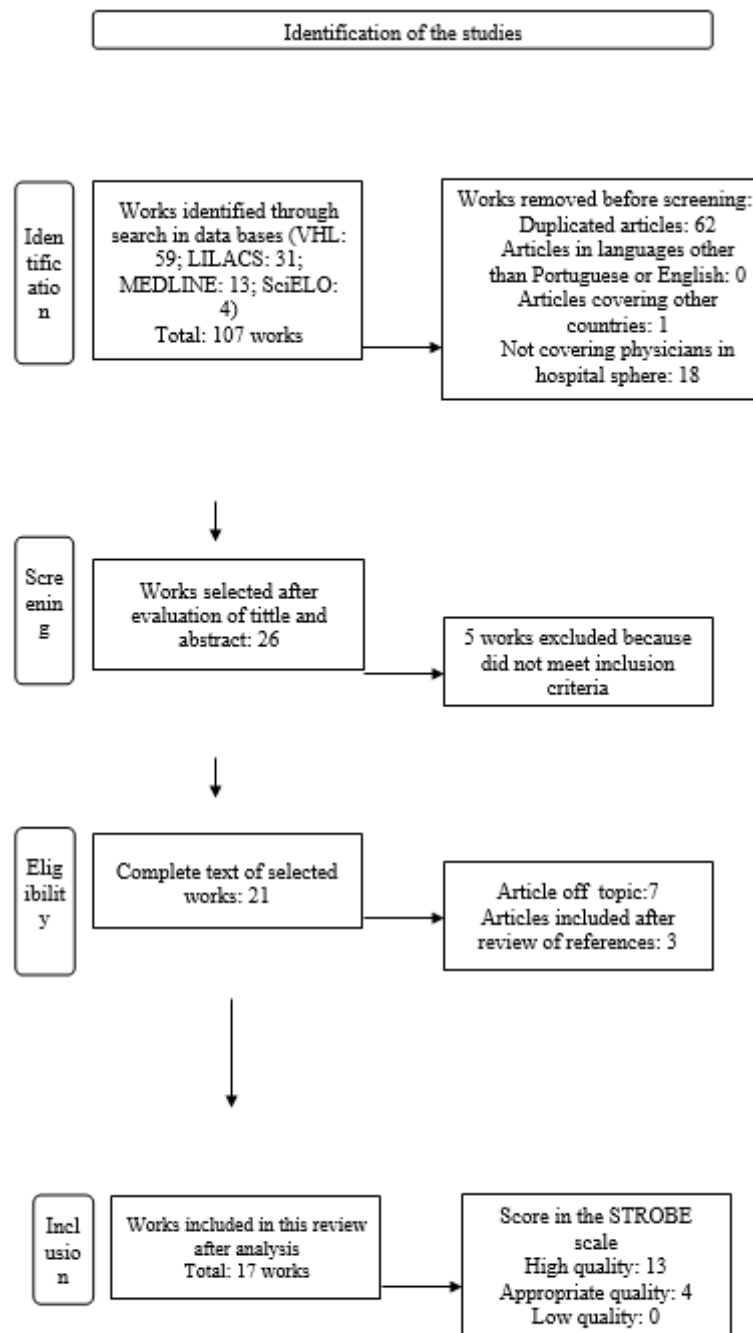 Identification of the studies
Iden
tific
atio
n
Works identified through
search in data bases (VHL:
59; LILACS: 31;
MEDLINE: 13; SciELO:
4)
Total: 107 works
Works removed before screening:
Duplicated articles: 62
Articles in languages other
than Portuguese or English: 0
Articles covering other
countries: 1
Not covering physicians in
hospital sphere: 18
Scre
enin
g
Works selected after
evaluation of tittle and
abstract: 26
5 works excluded because
did not meet inclusion
criteria
Elig
ibilit
y
Complete text of selected
works: 21
Article off topic:7
Articles included after
review of references: 3
Incl
usio
n
Works included in this review
after analysis
Total: 17 works
Score in the STROBE
scale
High quality: 13
Appropriate quality: 4
Low quality: 0